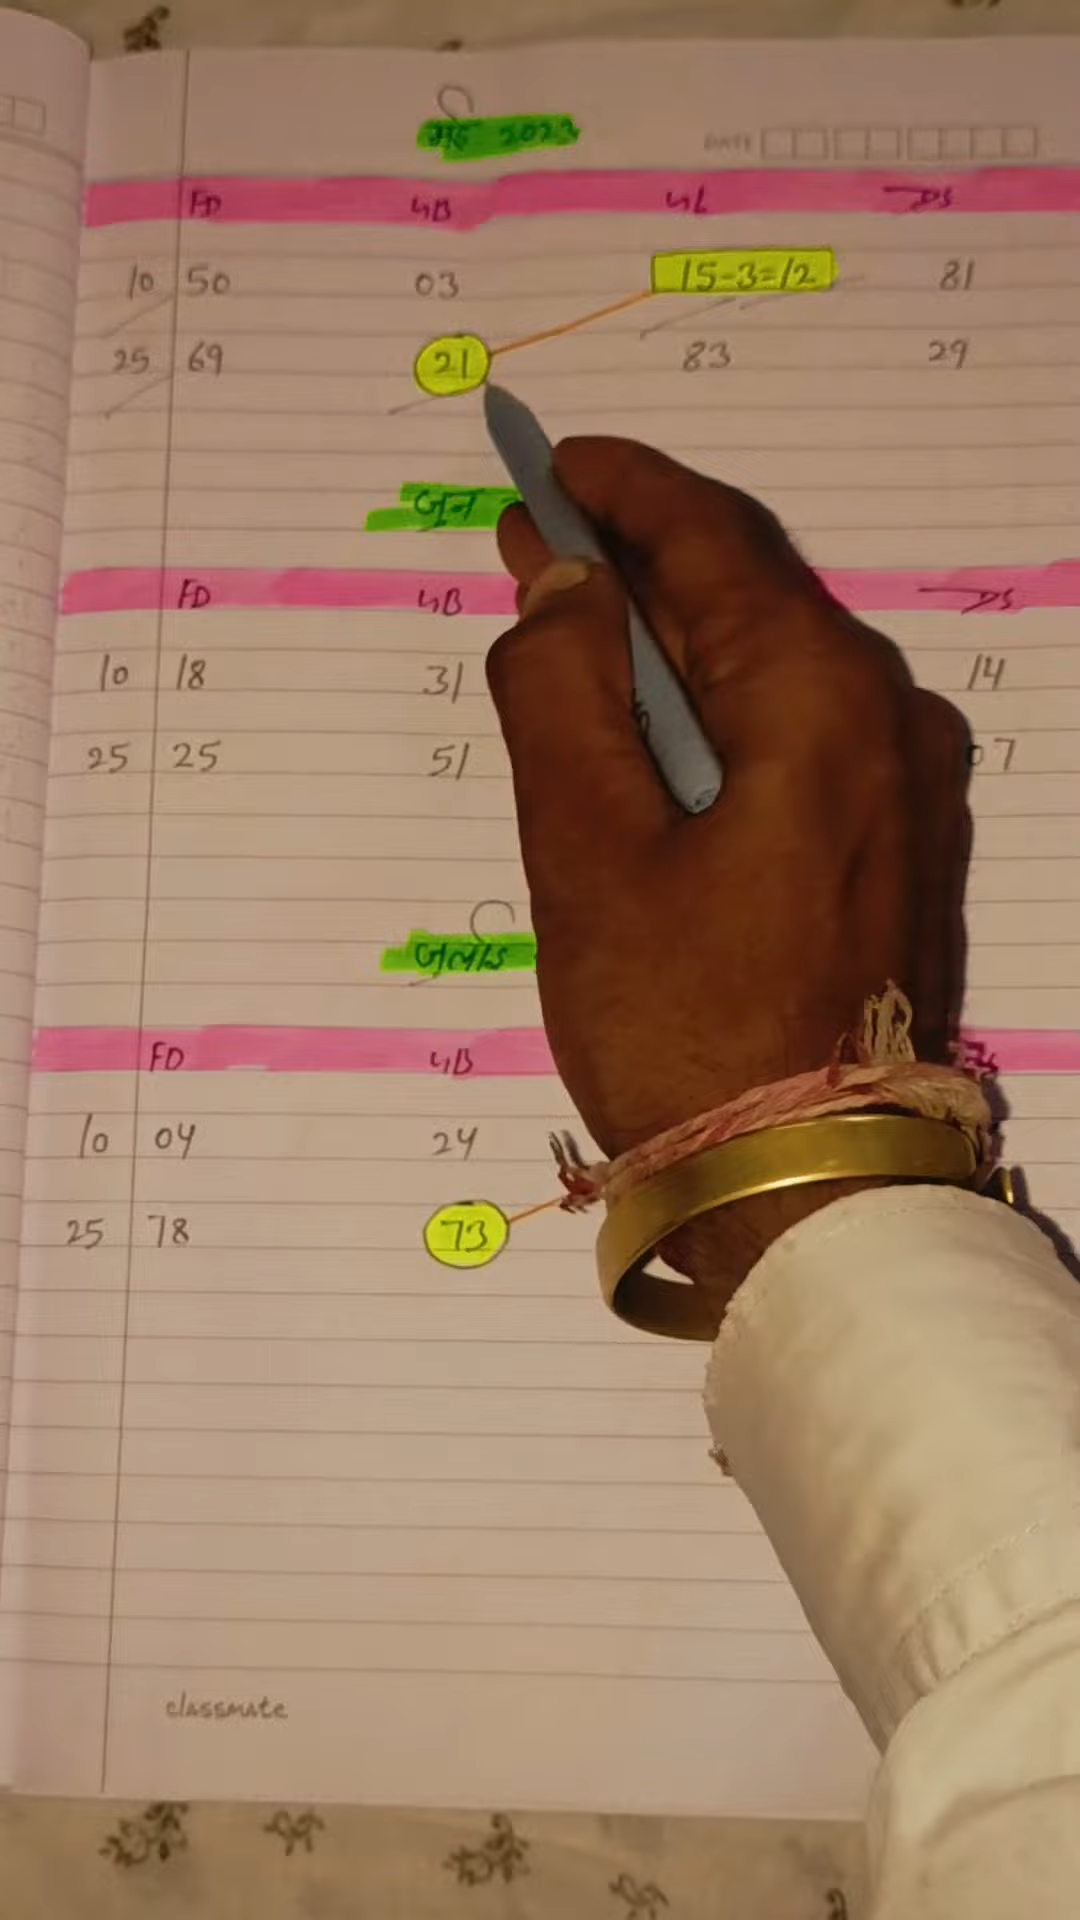 मई 2023
DATE
FD GB GL DS
10 50 03 15-3=12 81
25 69 21 83 29
जून
FD GB DS
10 18 31 14
25 25 51 07
जुलाई
FD GB
10 04 24
25 78 73
classmate